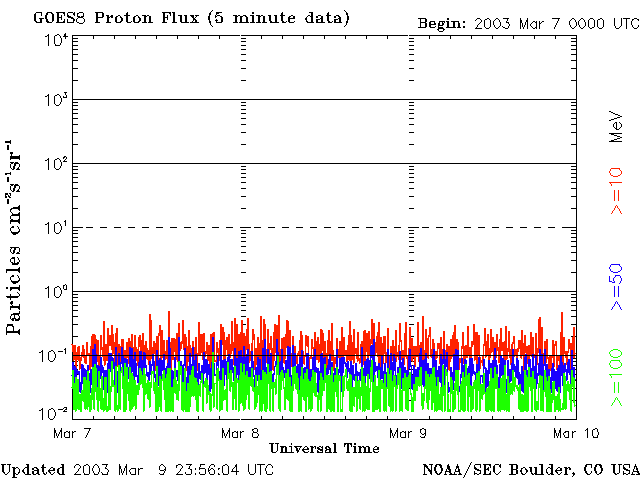 GOES8 Proton Flux (5 minute data)
Begin: 2003 Mar 7 0000 UTC
Particles cm⁻²s⁻¹sr⁻¹
10⁴
10³
10²
10¹
10⁰
10⁻¹
10⁻²
Mar 7 Mar 8 Mar 9 Mar 10
Universal Time
>=10 MeV
>=50
>=100
Updated 2003 Mar 9 23:56:04 UTC
NOAA/SEC Boulder, CO USA